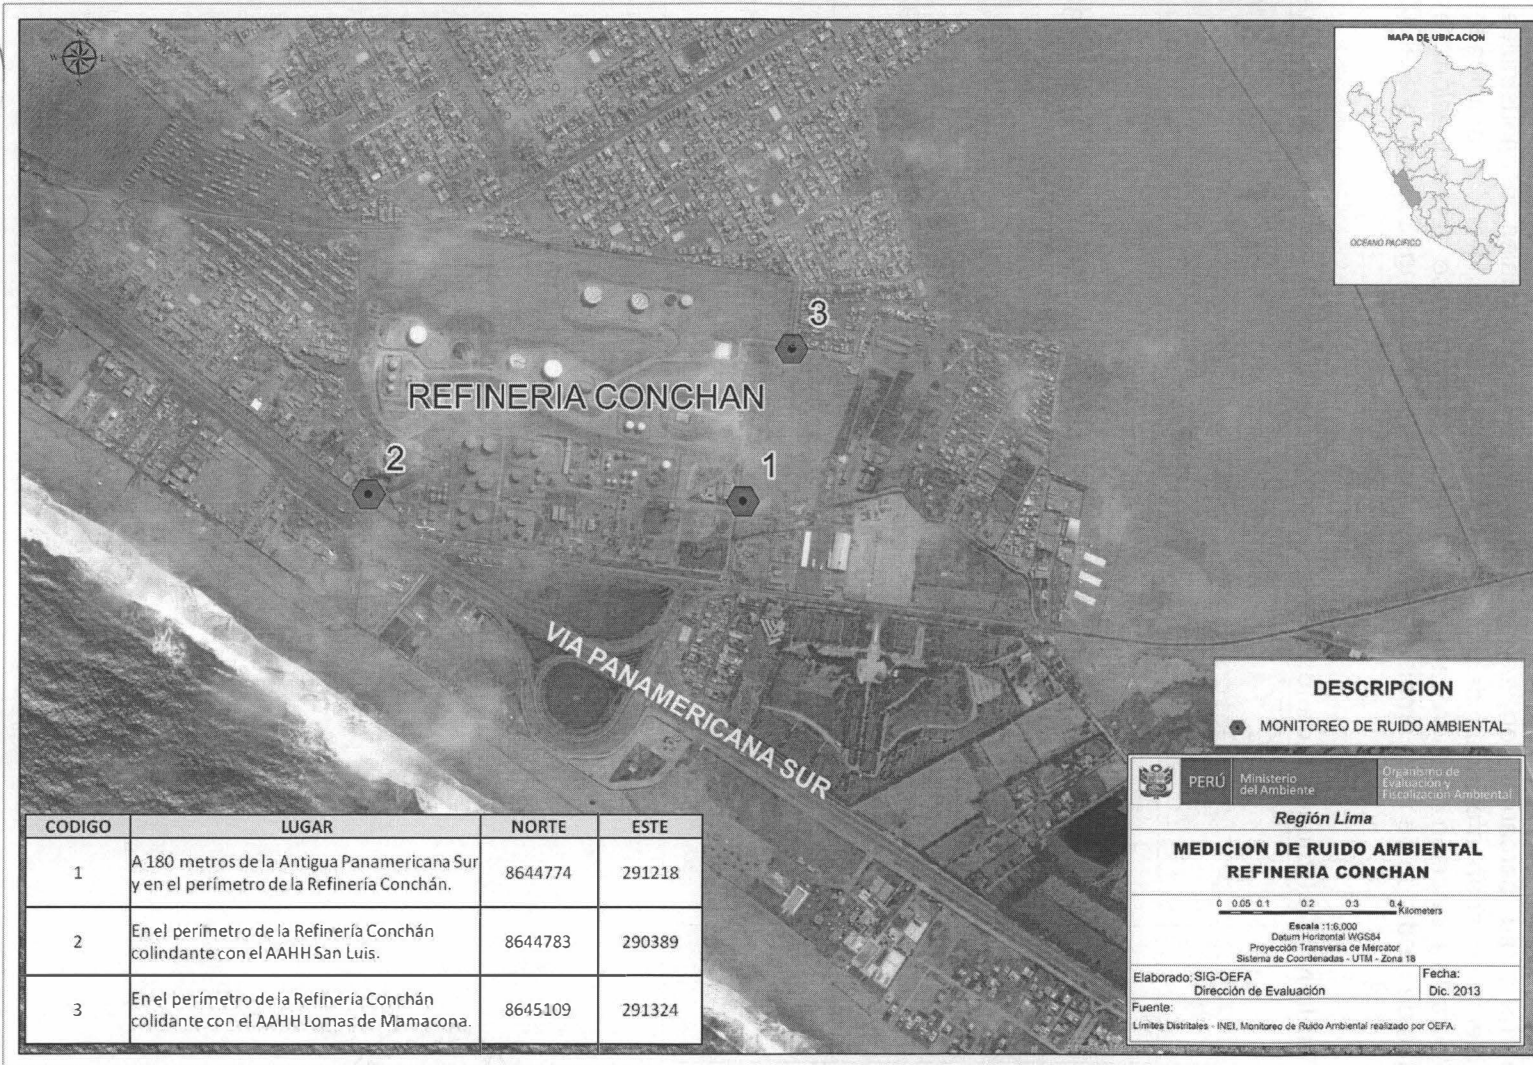 N
W
E
MAPA DE UBICACION
OCEANO PACIFICO
3
REFINERIA CONCHAN
2
1
VIA PANAMERICANA SUR
DESCRIPCION
MONITOREO DE RUIDO AMBIENTAL
CODIGO LUGAR NORTE ESTE
1 A 180 metros de la Antigua Panamericana Sur y en el perímetro de la Refinería Conchán. 8644774 291218
2 En el perímetro de la Refinería Conchán colindante con el AAHH San Luis. 8644783 290389
3 En el perímetro de la Refinería Conchán colidante con el AAHH Lomas de Mamacona. 8645109 291324
PERÚ
Ministerio
del Ambiente
Organismo de
Evaluación y
Fiscalización Ambiental
Región Lima
MEDICION DE RUIDO AMBIENTAL
REFINERIA CONCHAN
0 0.05 0.1 0.2 0.3 0.4
Kilometers
Escala :1:6,000
Datum Horizontal WGS84
Proyección Transversa de Mercator
Sistema de Coordenadas - UTM - Zona 18
Elaborado: SIG-OEFA
Dirección de Evaluación
Fecha:
Dic. 2013
Fuente:
Límites Distritales - INEI, Monitoreo de Ruido Ambiental realizado por OEFA.